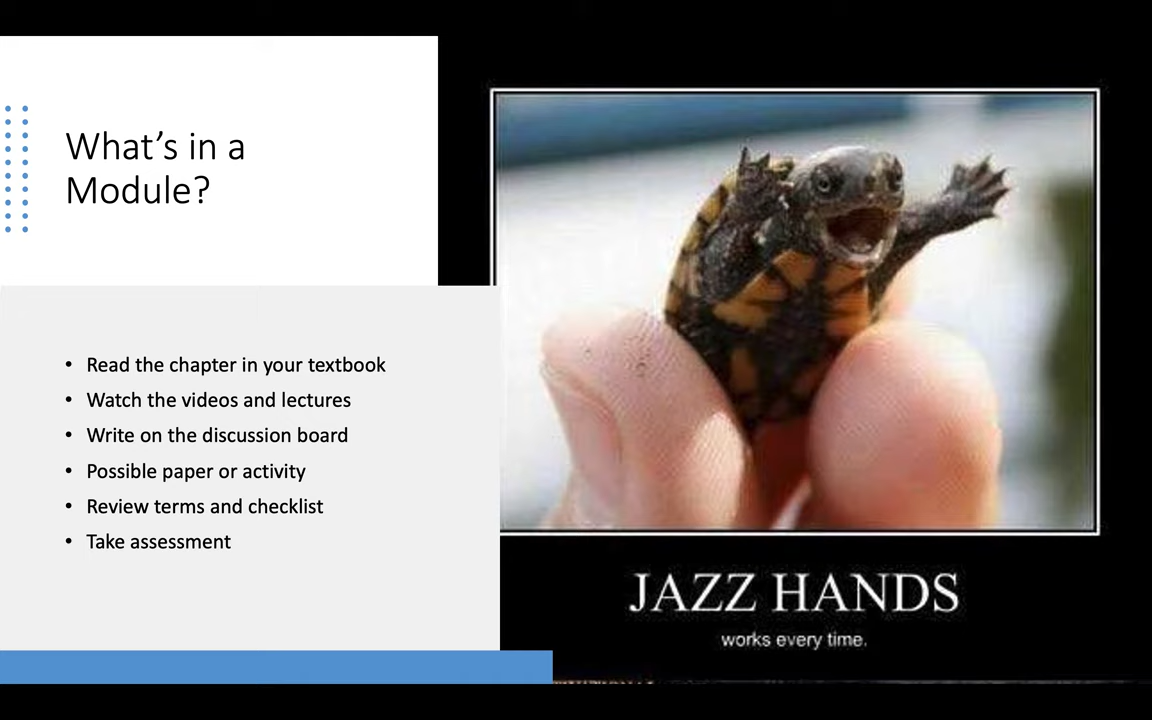 What’s in a
Module?
• Read the chapter in your textbook
• Watch the videos and lectures
• Write on the discussion board
• Possible paper or activity
• Review terms and checklist
• Take assessment
JAZZ HANDS
works every time.